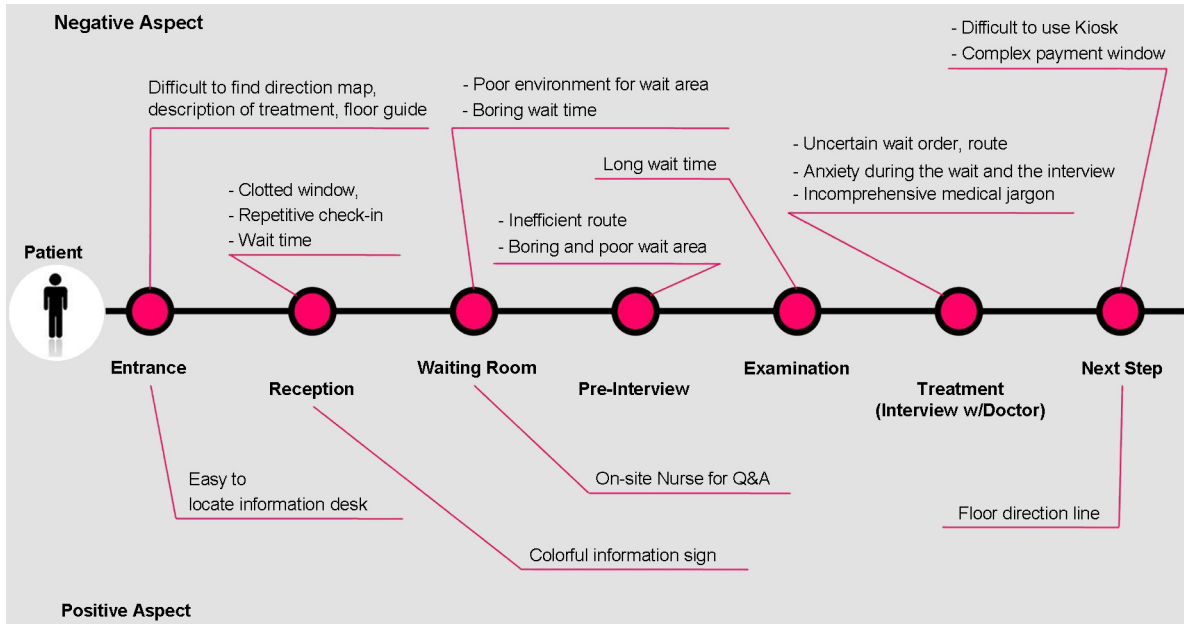 Negative Aspect
- Difficult to use Kiosk
- Complex payment window
Difficult to find direction map,
description of treatment, floor guide
- Poor environment for wait area
- Boring wait time
- Uncertain wait order, route
- Anxiety during the wait and the interview
- Incomprehensive medical jargon
Long wait time
- Clotted window,
- Repetitive check-in
- Wait time
- Inefficient route
- Boring and poor wait area
Patient
Entrance
Reception
Waiting Room
Pre-Interview
Examination
Treatment
(Interview w/Doctor)
Next Step
Easy to
locate information desk
On-site Nurse for Q&A
Floor direction line
Colorful information sign
Positive Aspect